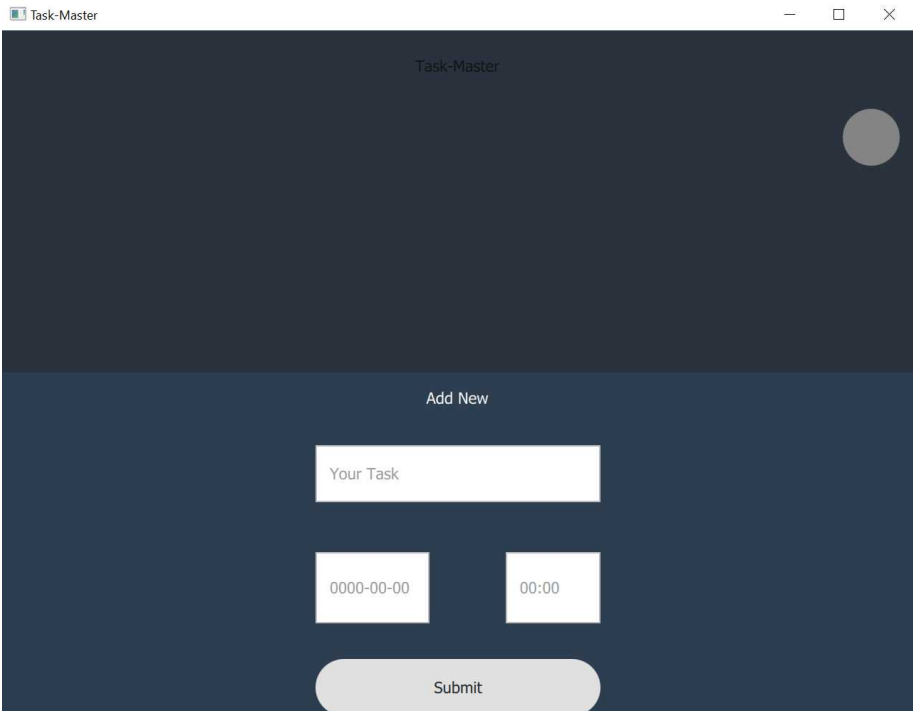 Task-Master
Task-Master
Add New
Your Task
0000-00-00
00:00
Submit